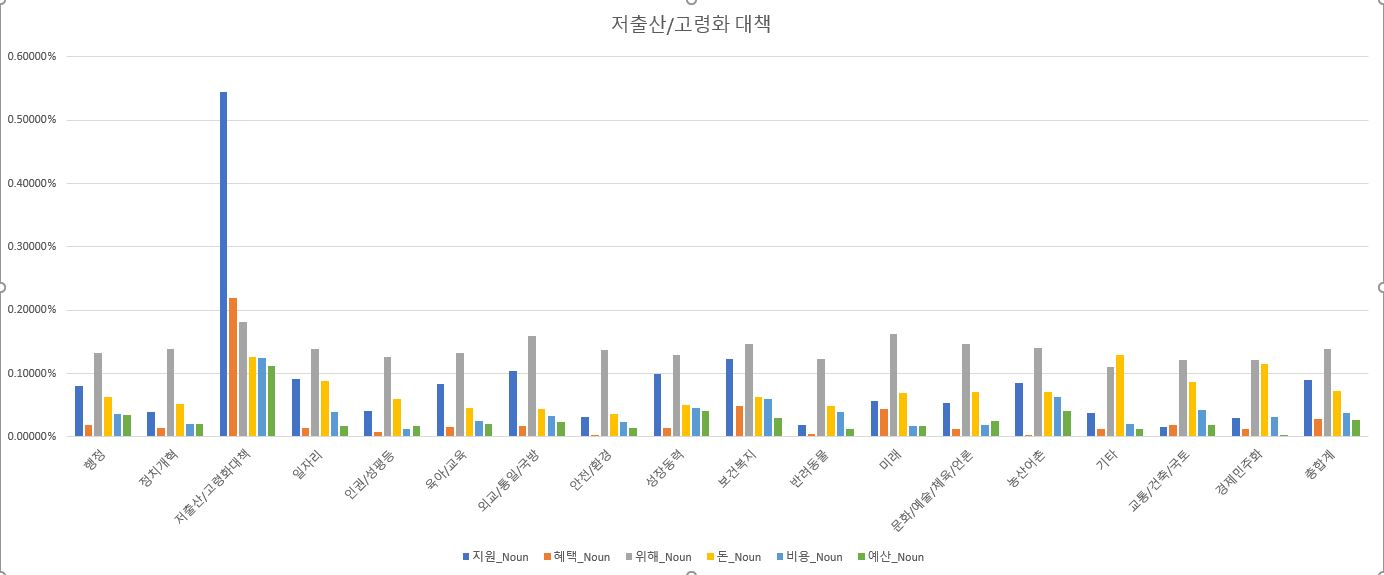 저출산/고령화 대책
0.60000%
0.50000%
0.40000%
0.30000%
0.20000%
0.10000%
0.00000%
행정
정치개혁
저출산/고령화대책
일자리
인권/성평등
육아/교육
외교/통일/국방
안전/환경
성장동력
보건복지
반려동물
미래
문화/예술/체육/언론
농산어촌
기타
교통/건축/국토
경제민주화
총합계
지원_Noun 혜택_Noun 위해_Noun 돈_Noun 비용_Noun 예산_Noun